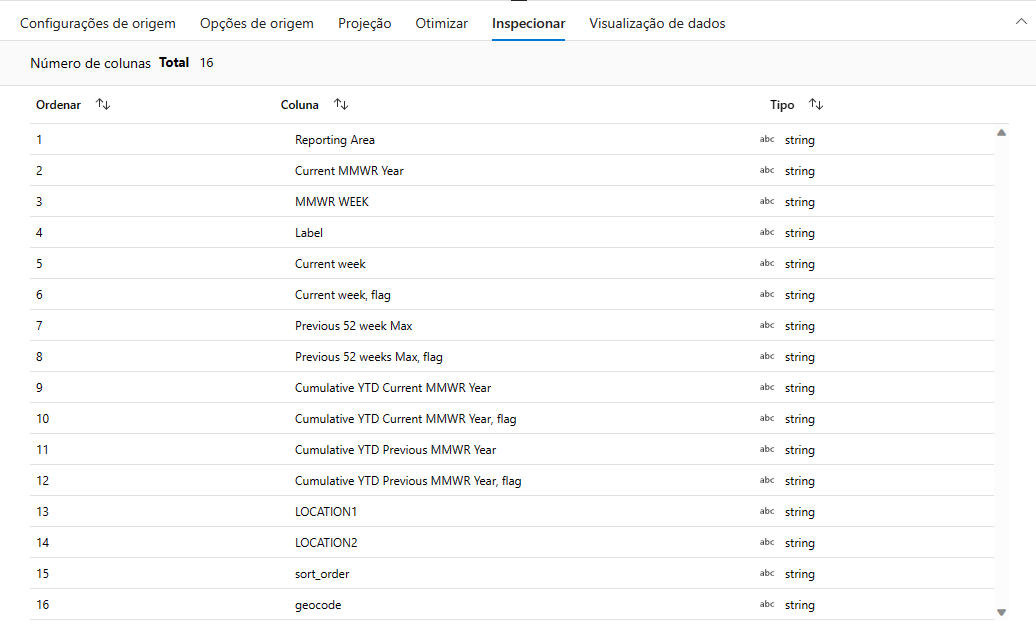 Configurações de origem Opções de origem Projeção Otimizar Inspecionar Visualização de dados
Número de colunas Total 16
Ordenar Coluna Tipo
1 Reporting Area abc string
2 Current MMWR Year abc string
3 MMWR WEEK abc string
4 Label abc string
5 Current week abc string
6 Current week, flag abc string
7 Previous 52 week Max abc string
8 Previous 52 weeks Max, flag abc string
9 Cumulative YTD Current MMWR Year abc string
10 Cumulative YTD Current MMWR Year, flag abc string
11 Cumulative YTD Previous MMWR Year abc string
12 Cumulative YTD Previous MMWR Year, flag abc string
13 LOCATION1 abc string
14 LOCATION2 abc string
15 sort_order abc string
16 geocode abc string